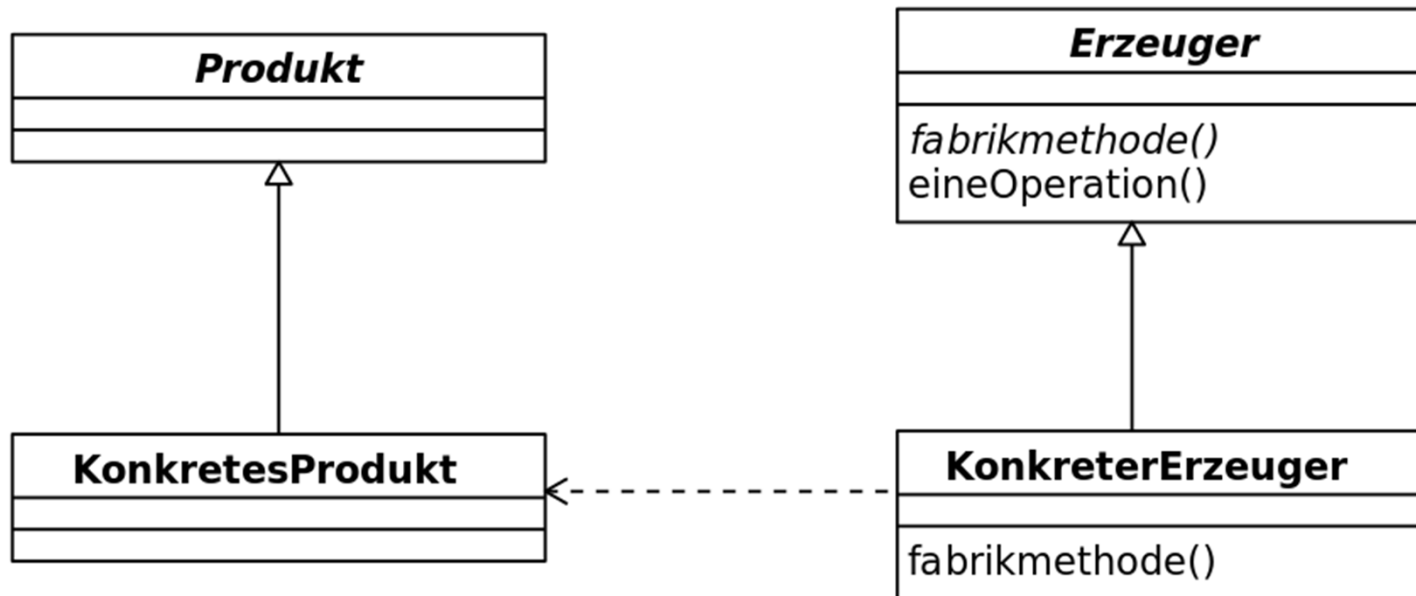 Produkt
Erzeuger
fabrikmethode()
eineOperation()
KonkretesProdukt
KonkreterErzeuger
fabrikmethode()